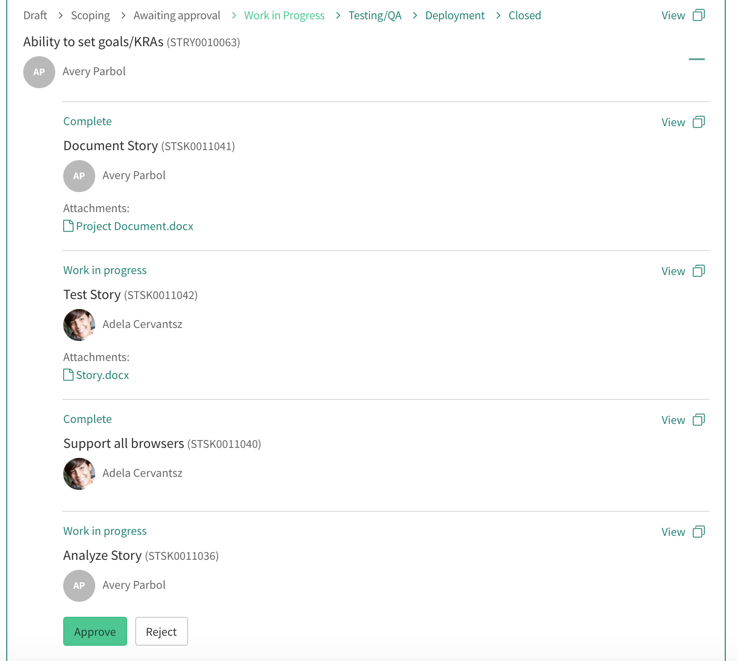 Draft > Scoping > Awaiting approval > Work in Progress > Testing/QA > Deployment > Closed View
Ability to set goals/KRAs (STRY0010063)
AP Avery Parbol
Complete View
Document Story (STSK0011041)
AP Avery Parbol
Attachments:
Project Document.docx
Work in progress View
Test Story (STSK0011042)
Adela Cervantsz
Attachments:
Story.docx
Complete View
Support all browsers (STSK0011040)
Adela Cervantsz
Work in progress View
Analyze Story (STSK0011036)
AP Avery Parbol
Approve Reject